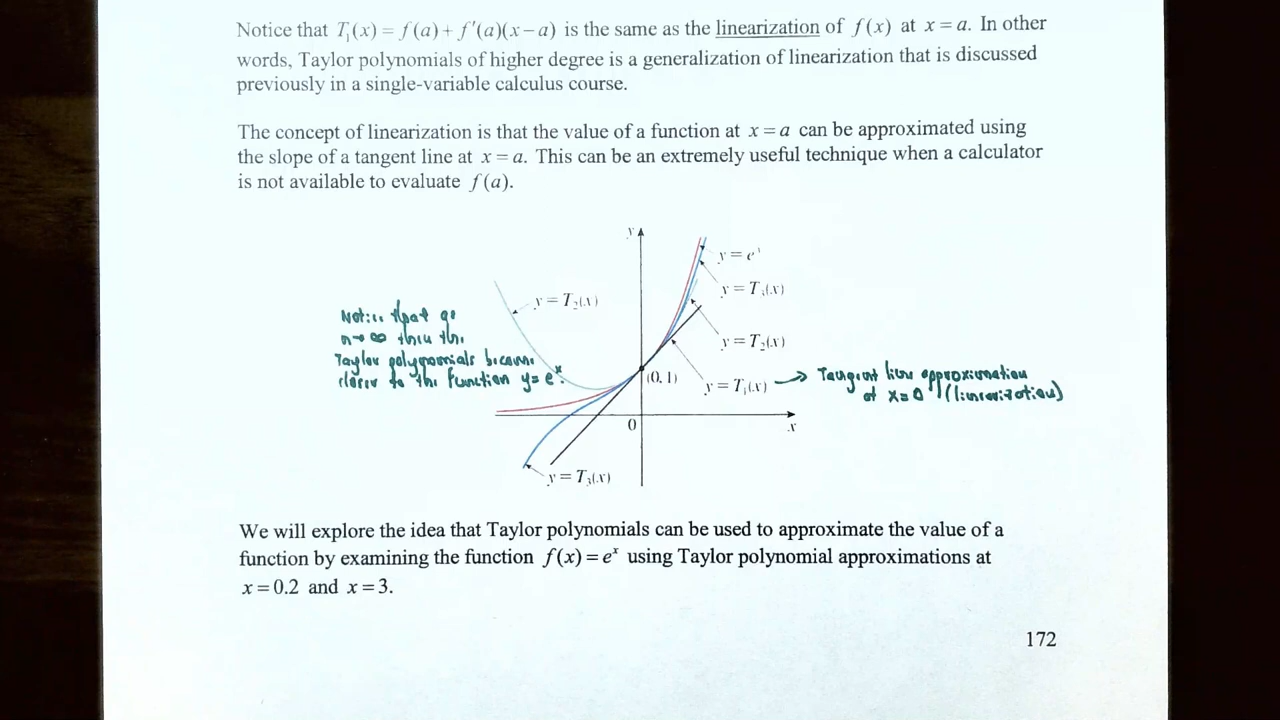 Notice that T₁(x) = f(a) + f′(a)(x − a) is the same as the linearization of f(x) at x = a. In other
words, Taylor polynomials of higher degree is a generalization of linearization that is discussed
previously in a single-variable calculus course.
The concept of linearization is that the value of a function at x = a can be approximated using
the slope of a tangent line at x = a. This can be an extremely useful technique when a calculator
is not available to evaluate f(a).
y
y = eˣ
y = T₃(x)
y = T₂(x)
y = T₂(x)
Notice that as
n→∞ then the
Taylor polynomials become
closer to the function y = eˣ.
(0, 1)
y = T₁(x) → Tangent line approximation
at x=0 (linearization)
0
x
y = T₃(x)
We will explore the idea that Taylor polynomials can be used to approximate the value of a
function by examining the function f(x) = eˣ using Taylor polynomial approximations at
x = 0.2 and x = 3.
172